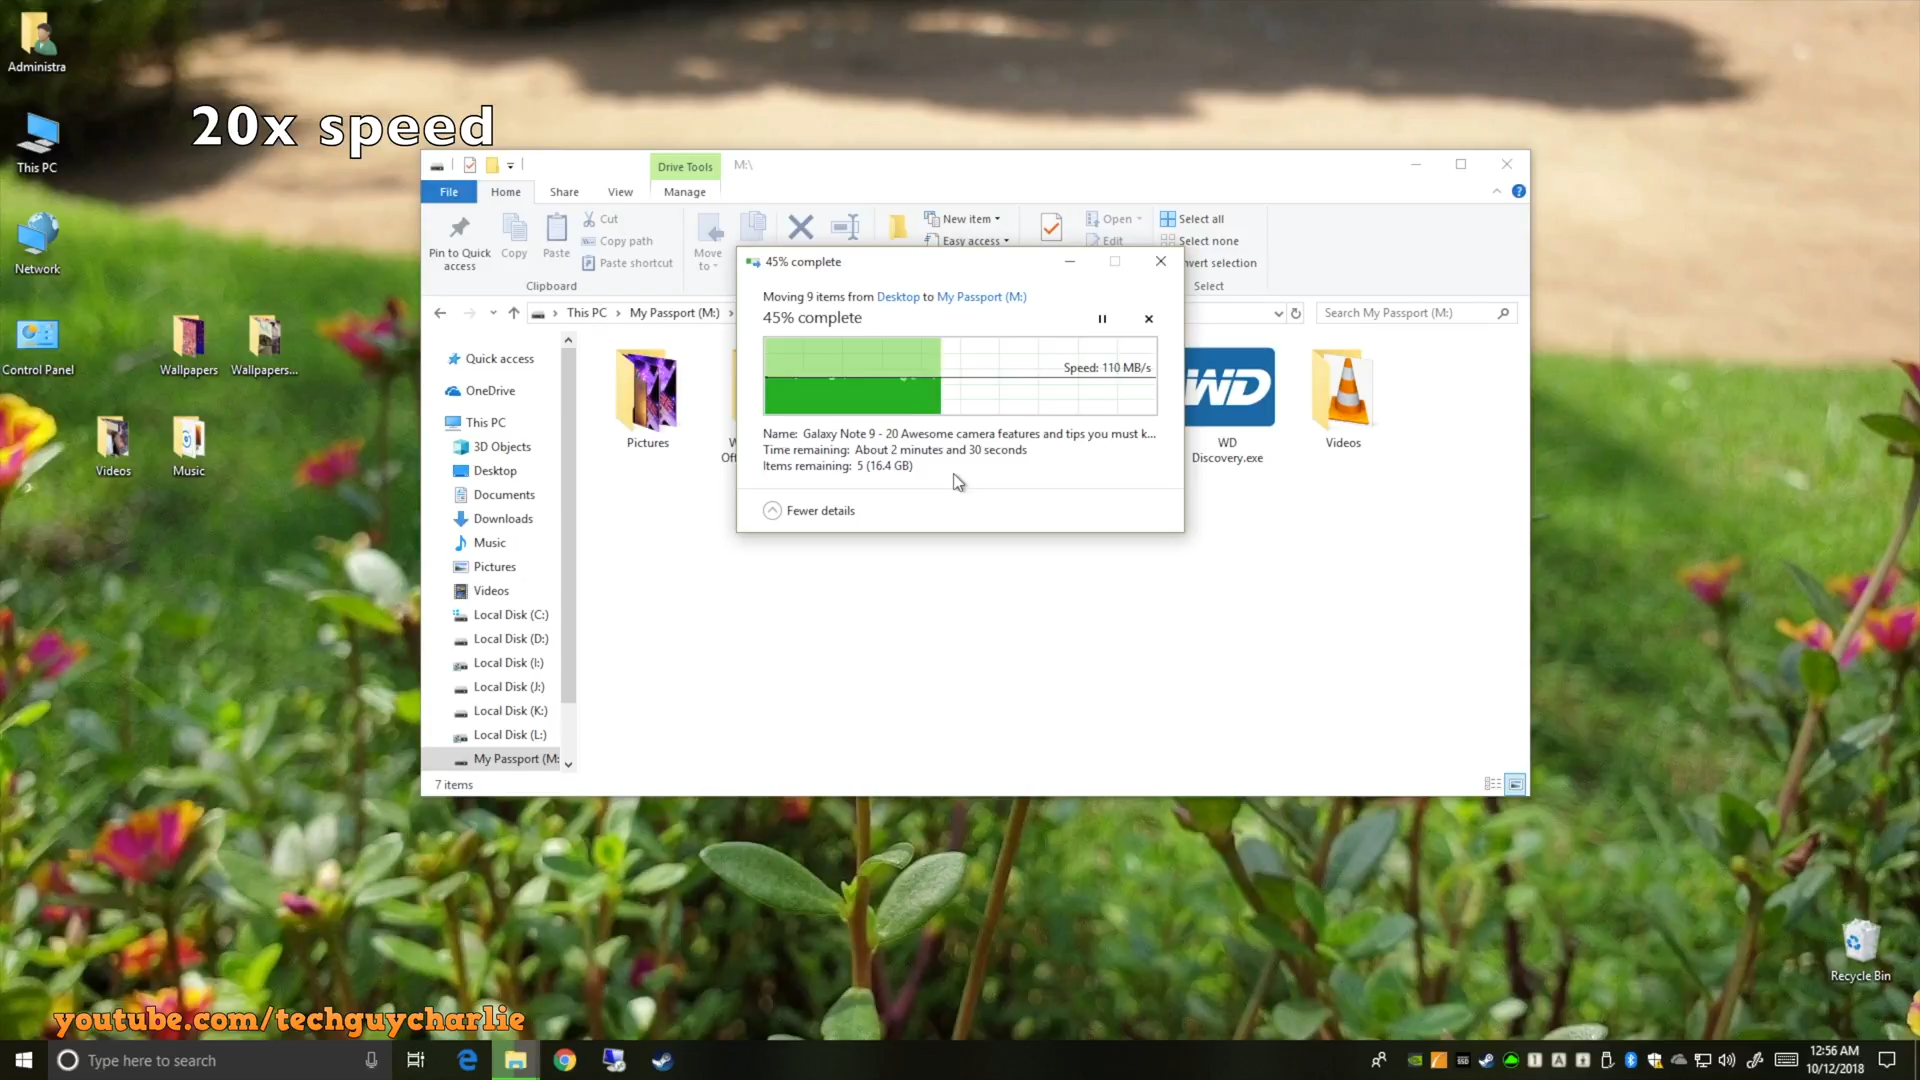 Administra
This PC
Network
Control Panel
Wallpapers
Wallpapers...
Videos
Music
20x speed
Drive Tools
M:\
File
Home
Share
View
Manage
Pin to Quick
access
Copy
Paste
Cut
Copy path
Paste shortcut
Clipboard
Move
to
New item
Easy access
Open
Edit
Select all
Select none
nvert selection
Select
This PC
My Passport (M:)
Search My Passport (M:)
Quick access
OneDrive
This PC
3D Objects
Desktop
Documents
Downloads
Music
Pictures
Videos
Local Disk (C:)
Local Disk (D:)
Local Disk (I:)
Local Disk (J:)
Local Disk (K:)
Local Disk (L:)
My Passport (M:
7 items
Pictures
WD
WD
Discovery.exe
Videos
45% complete
Moving 9 items from Desktop to My Passport (M:)
45% complete
Speed: 110 MB/s
Name: Galaxy Note 9 - 20 Awesome camera features and tips you must k...
Time remaining: About 2 minutes and 30 seconds
Items remaining: 5 (16.4 GB)
Fewer details
Recycle Bin
youtube.com/techguycharlie
Type here to search
12:56 AM
10/12/2018